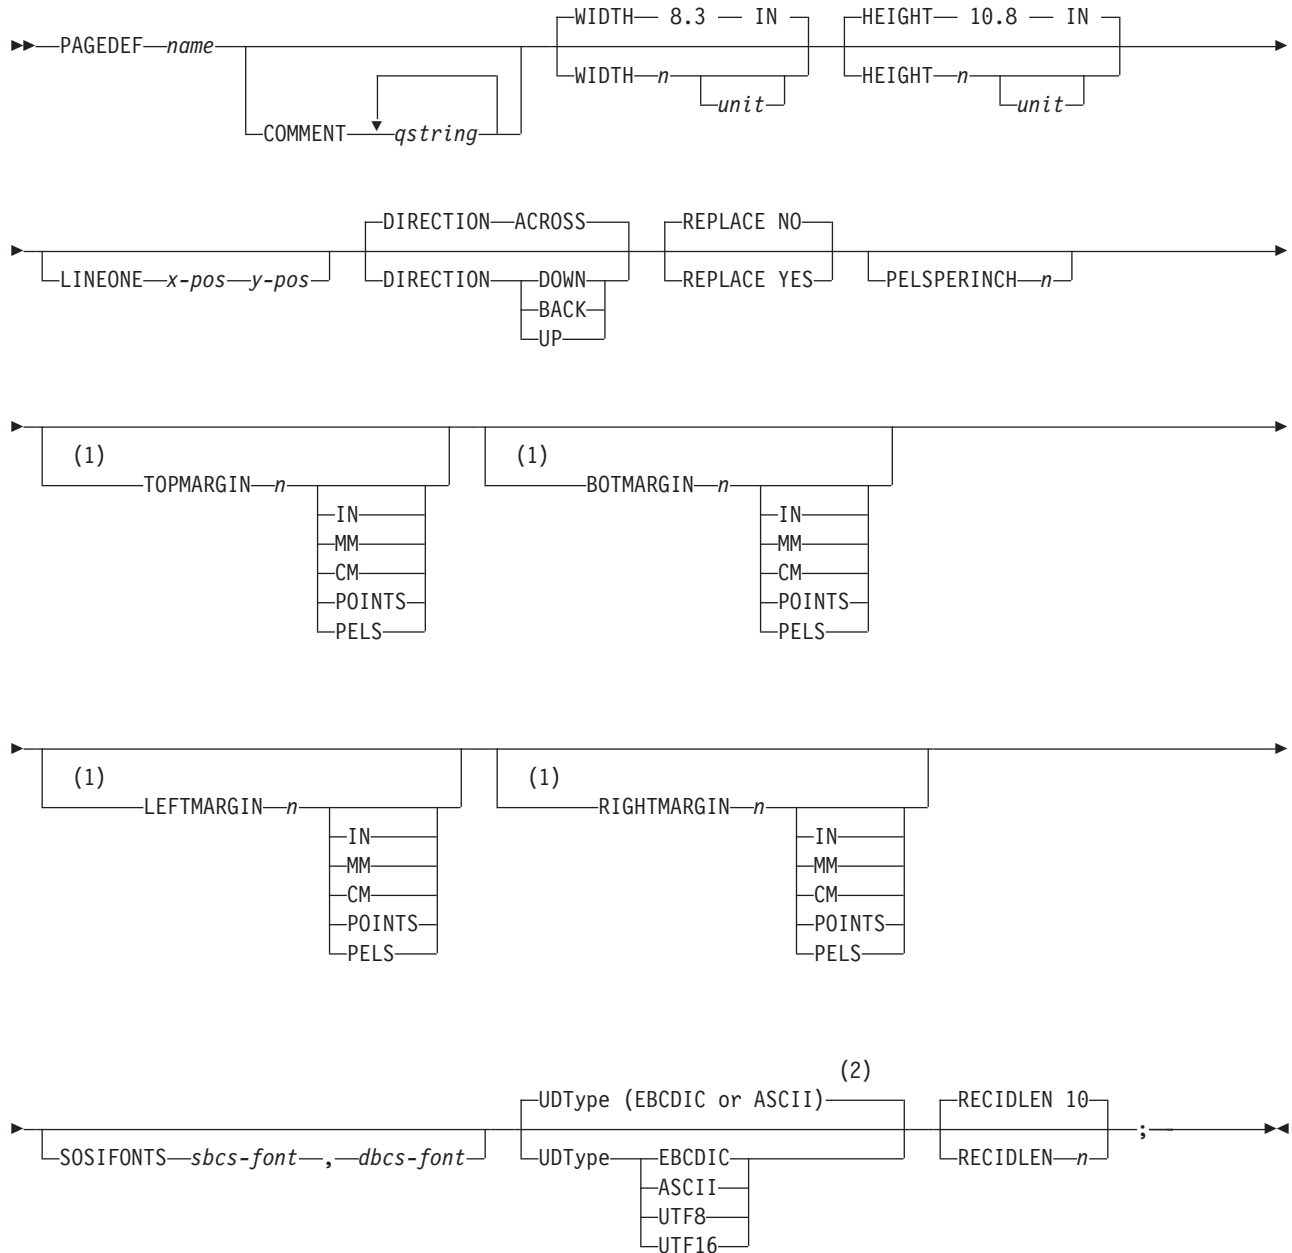 WIDTH 8.3 IN HEIGHT 10.8 IN
PAGEDEF name WIDTH n HEIGHT n
unit unit
COMMENT qstring
DIRECTION ACROSS REPLACE NO
LINEONE x-pos y-pos DIRECTION DOWN REPLACE YES PELSPERINCH n
BACK
UP
(1) (1)
TOPMARGIN n BOTMARGIN n
IN IN
MM MM
CM CM
POINTS POINTS
PELS PELS
(1) (1)
LEFTMARGIN n RIGHTMARGIN n
IN IN
MM MM
CM CM
POINTS POINTS
PELS PELS
(2)
UDType (EBCDIC or ASCII) RECIDLEN 10
;
SOSIFONTS sbcs-font , dbcs-font UDType EBCDIC RECIDLEN n
ASCII
UTF8
UTF16